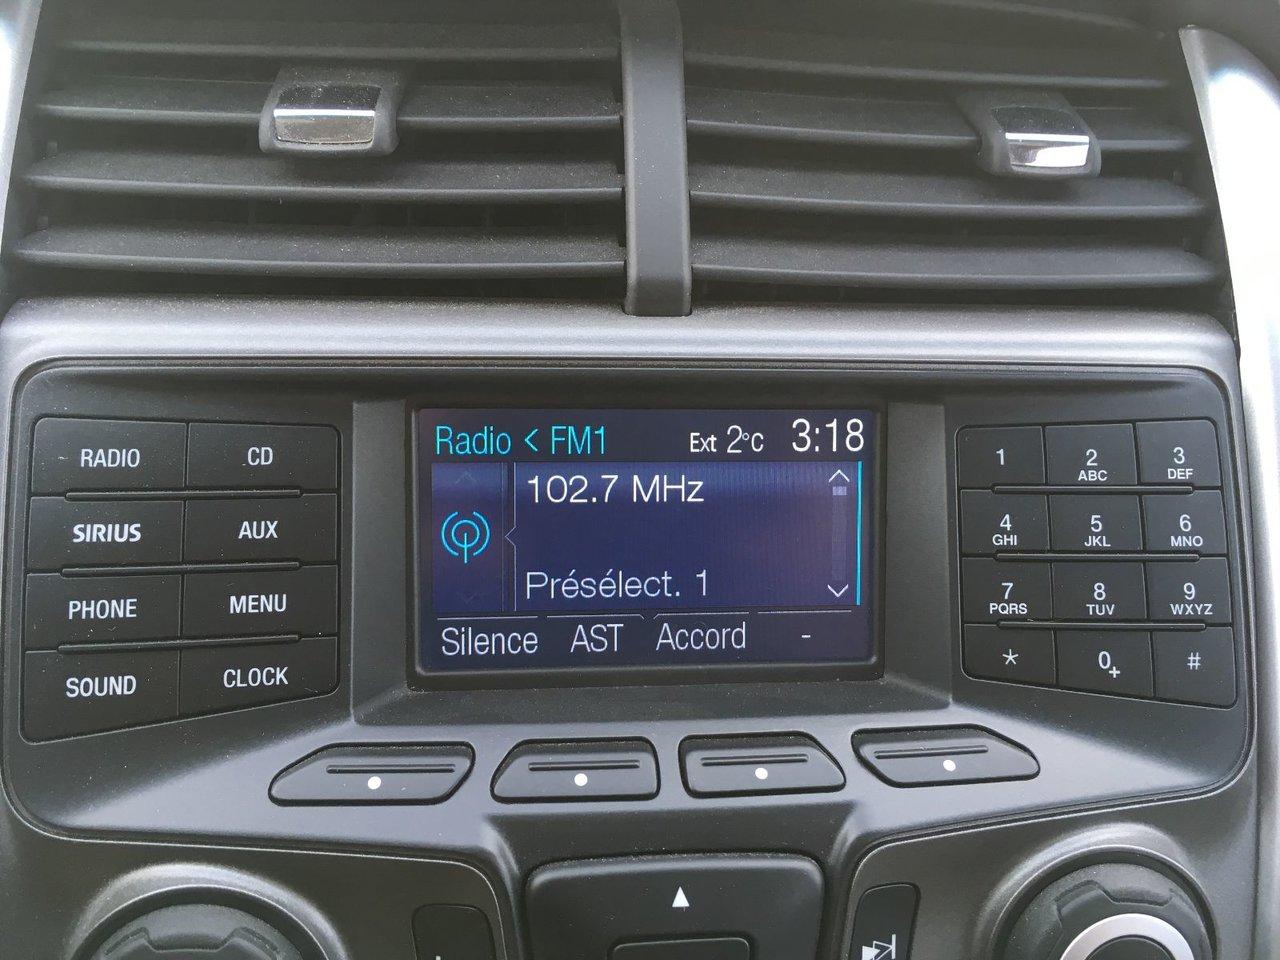 RADIO
CD
SIRIUS
AUX
PHONE
MENU
SOUND
CLOCK
Radio < FM1 Ext 2°C 3:18
102.7 MHz
Présélect. 1
Silence AST Accord -
1
2
ABC
3
DEF
4
GHI
5
JKL
6
MNO
7
PQRS
8
TUV
9
WXYZ
*
0+
#